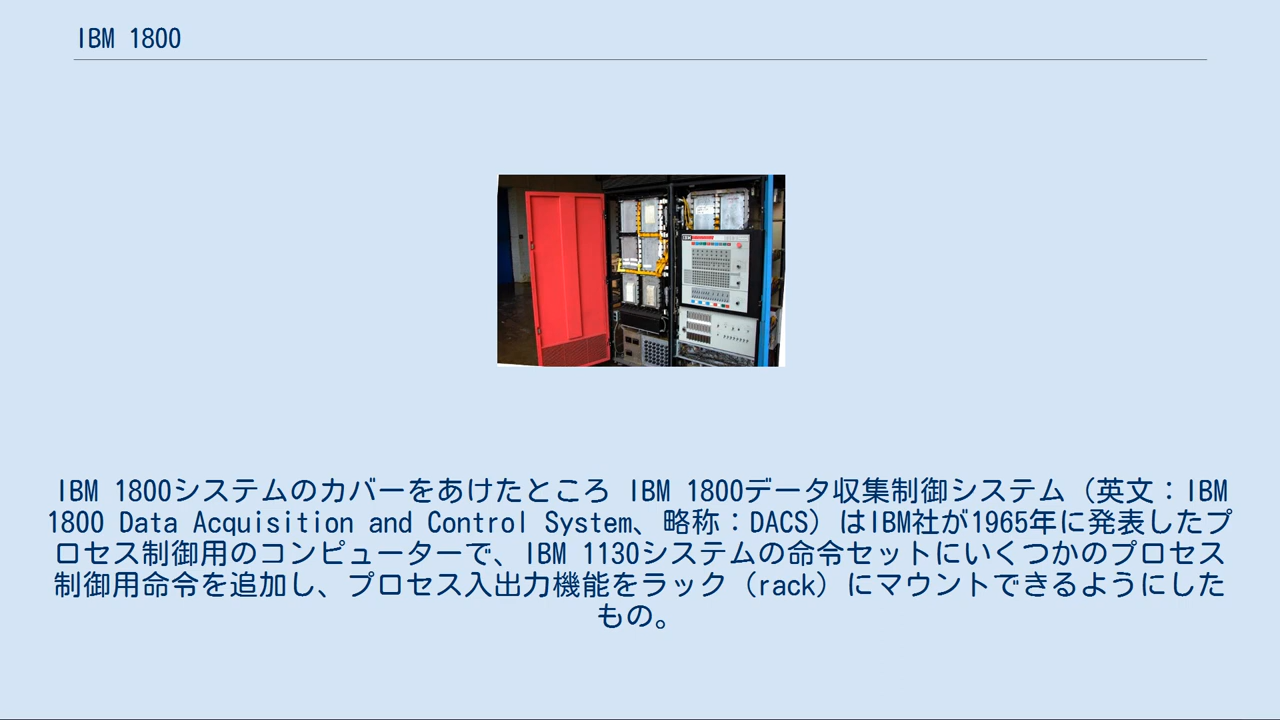 IBM 1800
IBM
IBM 1800システムのカバーをあけたところ IBM 1800データ収集制御システム（英文：IBM
1800 Data Acquisition and Control System、略称：DACS）はIBM社が1965年に発表したプ
ロセス制御用のコンピューターで、IBM 1130システムの命令セットにいくつかのプロセス
制御用命令を追加し、プロセス入出力機能をラック（rack）にマウントできるようにした
もの。